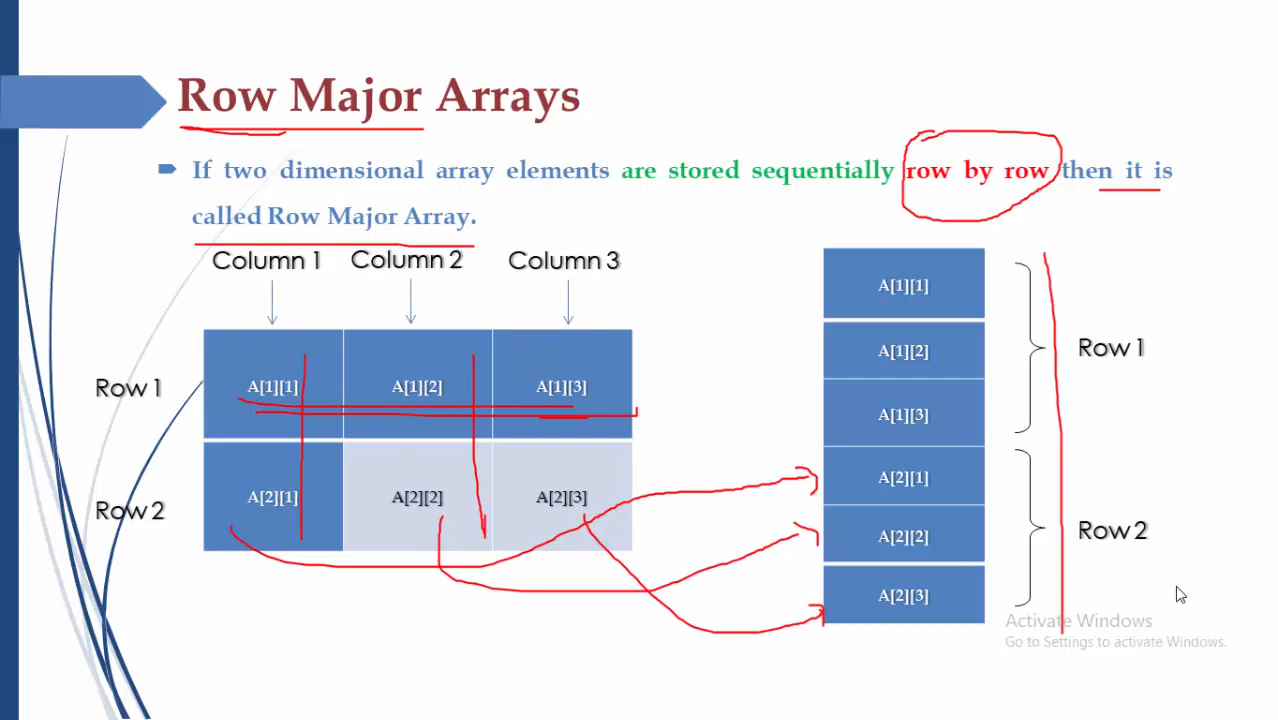 Row Major Arrays
If two dimensional array elements are stored sequentially row by row then it is
called Row Major Array.
Column 1 Column 2 Column 3
Row 1 A[1][1] A[1][2] A[1][3]
Row 2 A[2][1] A[2][2] A[2][3]
A[1][1]
A[1][2]
A[1][3]
Row 1
A[2][1]
A[2][2]
A[2][3]
Row 2
Activate Windows
Go to Settings to activate Windows.